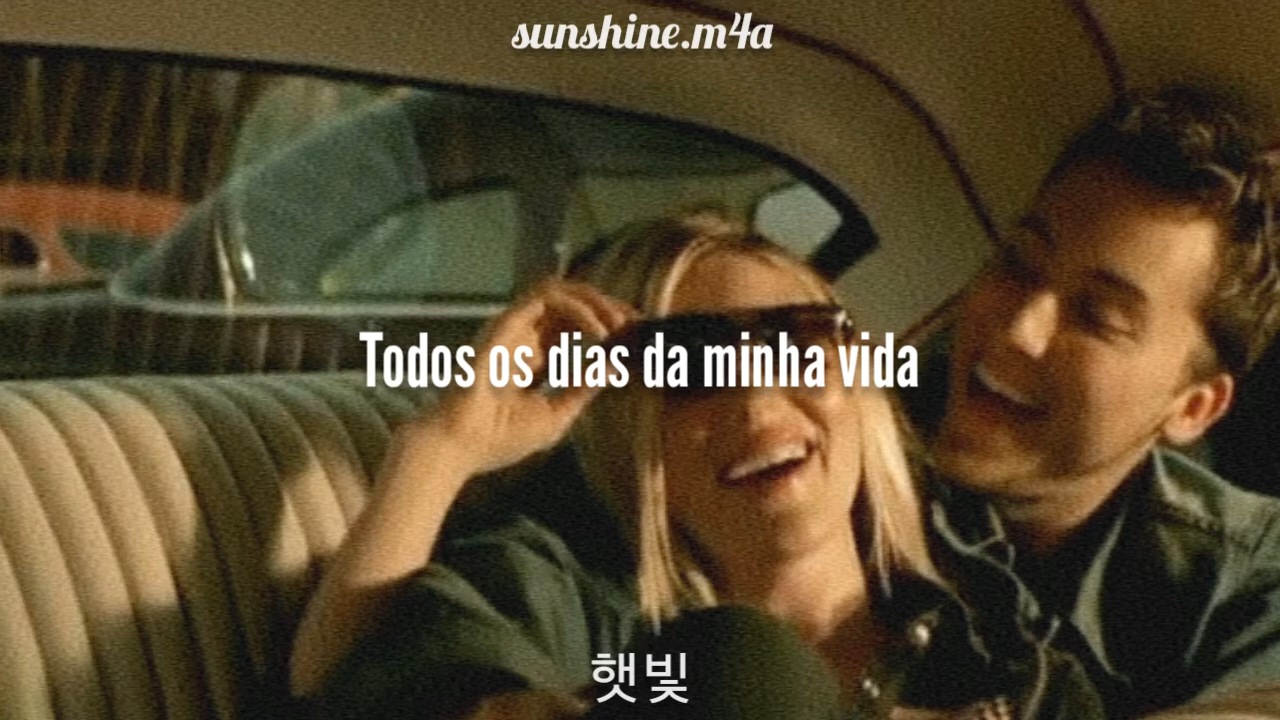 sunshine.m4a
Todos os dias da minha vida
햇빛